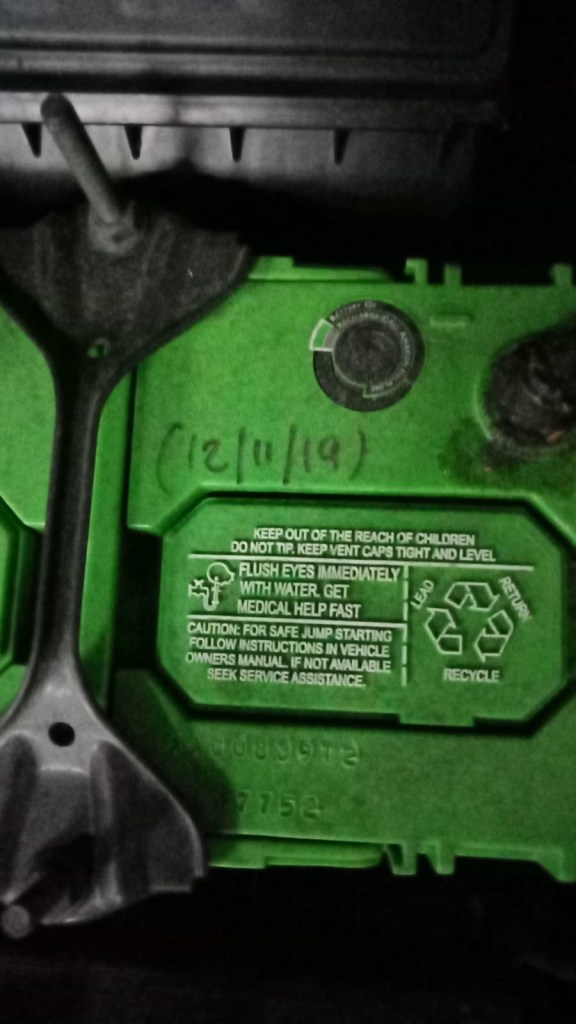 (12/11/19)
KEEP OUT OF THE REACH OF CHILDREN
DO NOT TIP. KEEP VENT CAPS TIGHT AND LEVEL
FLUSH EYES IMMEDIATELY
WITH WATER. GET
MEDICAL HELP FAST
CAUTION: FOR SAFE JUMP STARTING
FOLLOW INSTRUCTIONS IN VEHICLE
OWNERS MANUAL. IF NOT AVAILABLE
SEEK SERVICE ASSISTANCE.
LEAD
RETURN
RECYCLE
7752